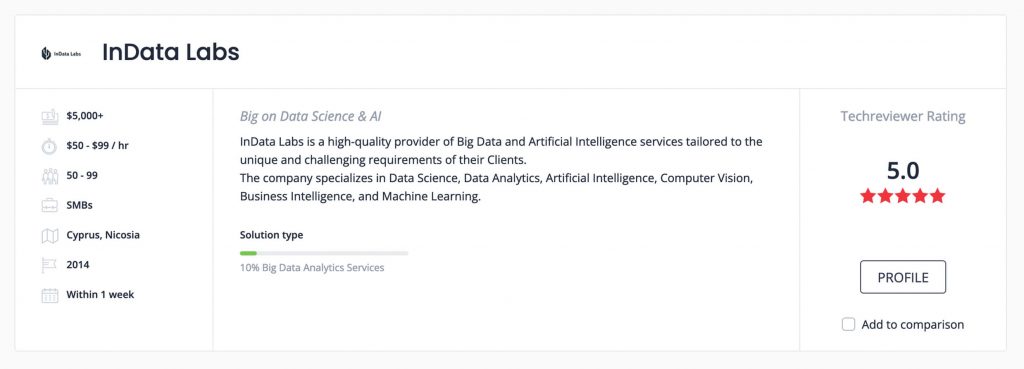 InData Labs
InData Labs
$5,000+
$50 - $99 / hr
50 - 99
SMBs
Cyprus, Nicosia
2014
Within 1 week
Big on Data Science & AI
InData Labs is a high-quality provider of Big Data and Artificial Intelligence services tailored to the
unique and challenging requirements of their Clients.
The company specializes in Data Science, Data Analytics, Artificial Intelligence, Computer Vision,
Business Intelligence, and Machine Learning.
Solution type
10% Big Data Analytics Services
Techreviewer Rating
5.0
PROFILE
Add to comparison